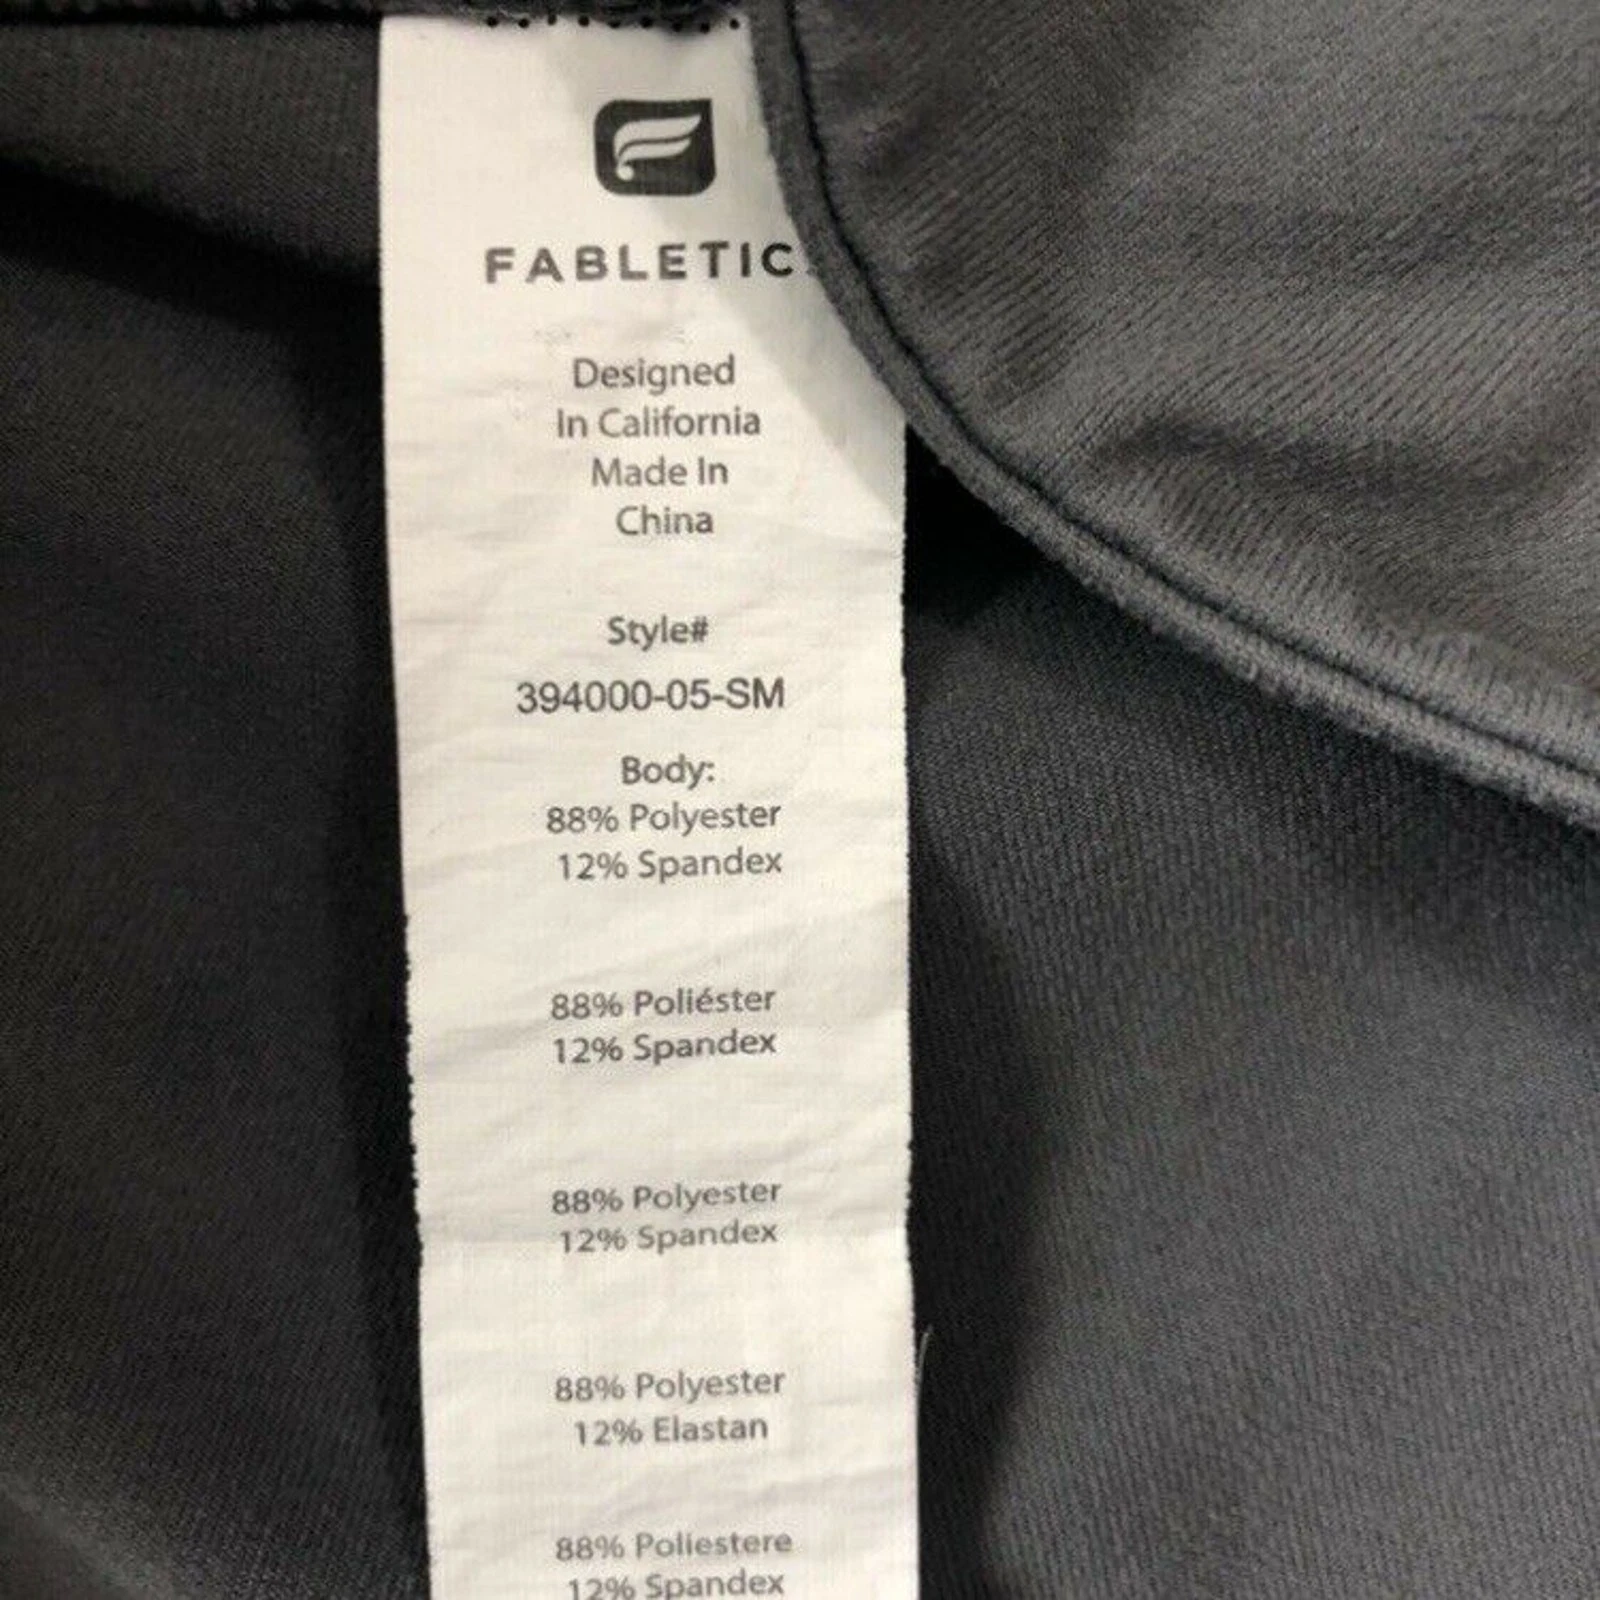 FABLETIC
Designed
In California
Made In
China
Style#
394000-05-SM
Body:
88% Polyester
12% Spandex
88% Poliéster
12% Spandex
88% Polyester
12% Spandex
88% Polyester
12% Elastan
88% Poliestere
12% Spandex